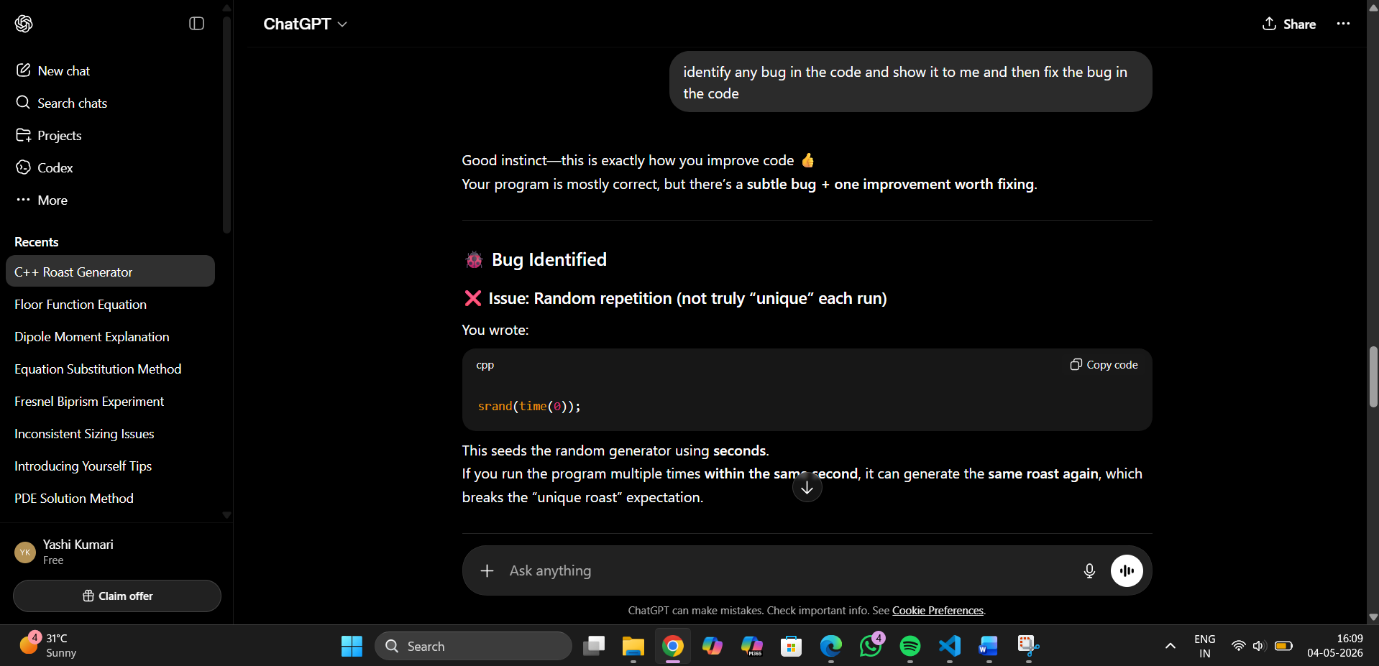 ChatGPT
Share
New chat
Search chats
Projects
Codex
More
Recents
C++ Roast Generator
Floor Function Equation
Dipole Moment Explanation
Equation Substitution Method
Fresnel Biprism Experiment
Inconsistent Sizing Issues
Introducing Yourself Tips
PDE Solution Method
YK
Yashi Kumari
Free
Claim offer
identify any bug in the code and show it to me and then fix the bug in
the code
Good instinct—this is exactly how you improve code 👍
Your program is mostly correct, but there's a subtle bug + one improvement worth fixing.
🐞 Bug Identified
❌ Issue: Random repetition (not truly “unique” each run)
You wrote:
cpp
Copy code
srand(time(0));
This seeds the random generator using seconds.
If you run the program multiple times within the same second, it can generate the same roast again, which
breaks the “unique roast” expectation.
Ask anything
ChatGPT can make mistakes. Check important info. See Cookie Preferences.
4
31°C
Sunny
Search
M365
4
ENG
IN
16:09
04-05-2026